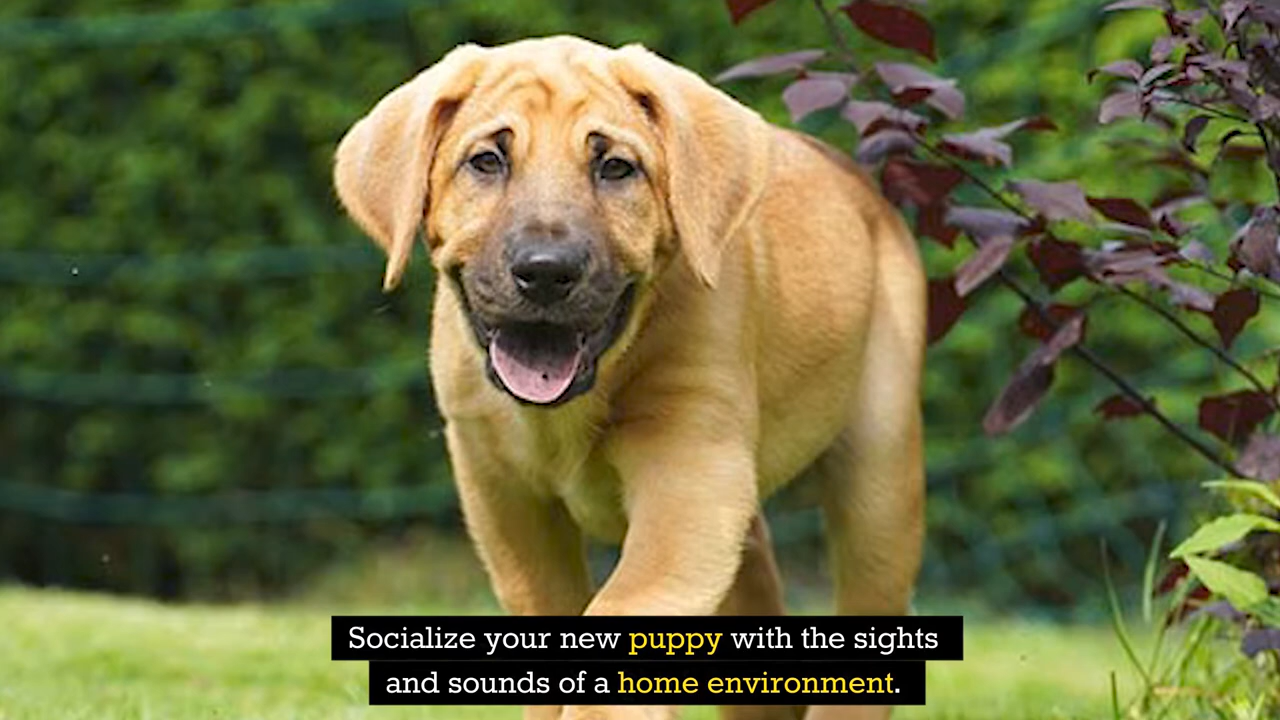 Socialize your new puppy with the sights
and sounds of a home environment.